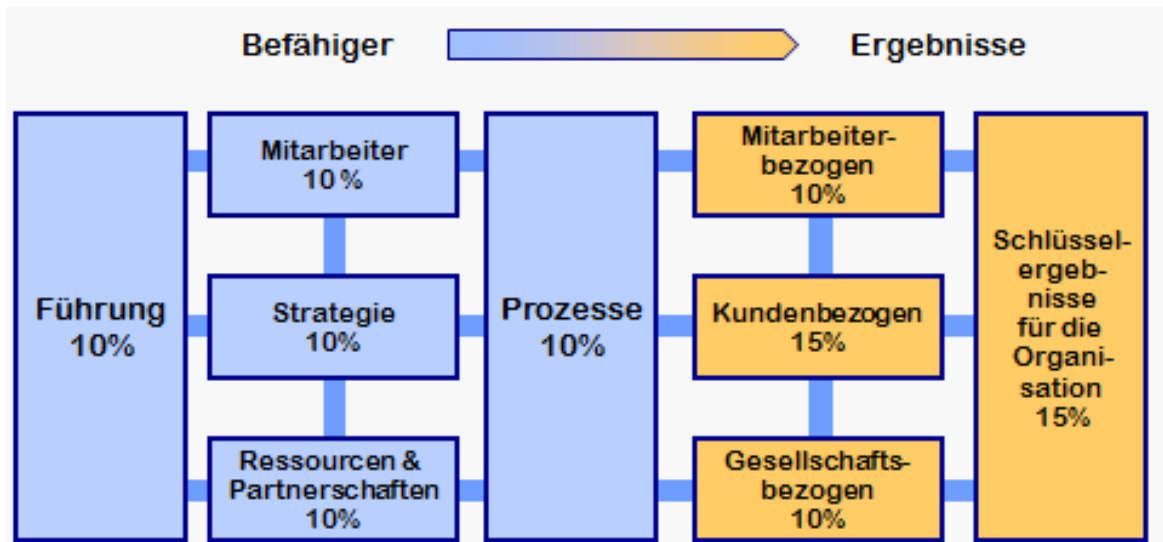 Befähiger
Ergebnisse
Führung
10%
Mitarbeiter
10 %
Strategie
10%
Ressourcen &
Partnerschaften
10%
Prozesse
10%
Mitarbeiter-
bezogen
10%
Kundenbezogen
15%
Gesellschafts-
bezogen
10%
Schlüssel-
ergeb-
nisse
für die
Organi-
sation
15%